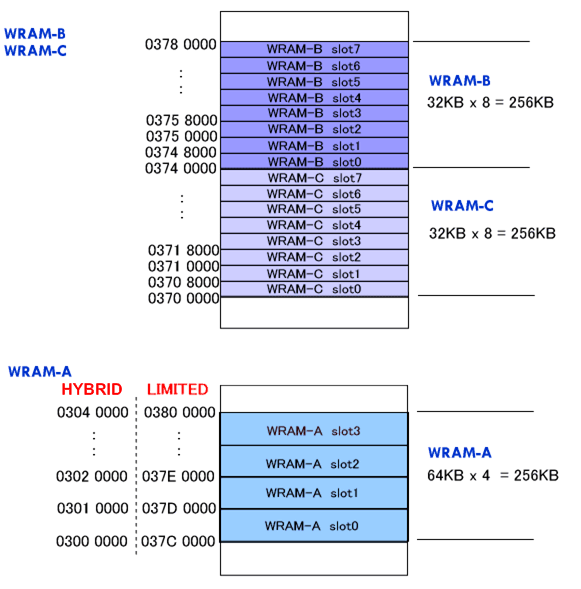 WRAM-B
WRAM-C
0378 0000
:
:
0375 8000
0375 0000
0374 8000
0374 0000
:
:
0371 8000
0371 0000
0370 8000
0370 0000
WRAM-B slot7
WRAM-B slot6
WRAM-B slot5
WRAM-B slot4
WRAM-B slot3
WRAM-B slot2
WRAM-B slot1
WRAM-B slot0
WRAM-C slot7
WRAM-C slot6
WRAM-C slot5
WRAM-C slot4
WRAM-C slot3
WRAM-C slot2
WRAM-C slot1
WRAM-C slot0
WRAM-B
32KB x 8 = 256KB
WRAM-C
32KB x 8 = 256KB
WRAM-A
HYBRID LIMITED
0304 0000 0380 0000
: :
: :
0302 0000 037E 0000
0301 0000 037D 0000
0300 0000 037C 0000
WRAM-A slot3
WRAM-A slot2
WRAM-A slot1
WRAM-A slot0
WRAM-A
64KB x 4 = 256KB